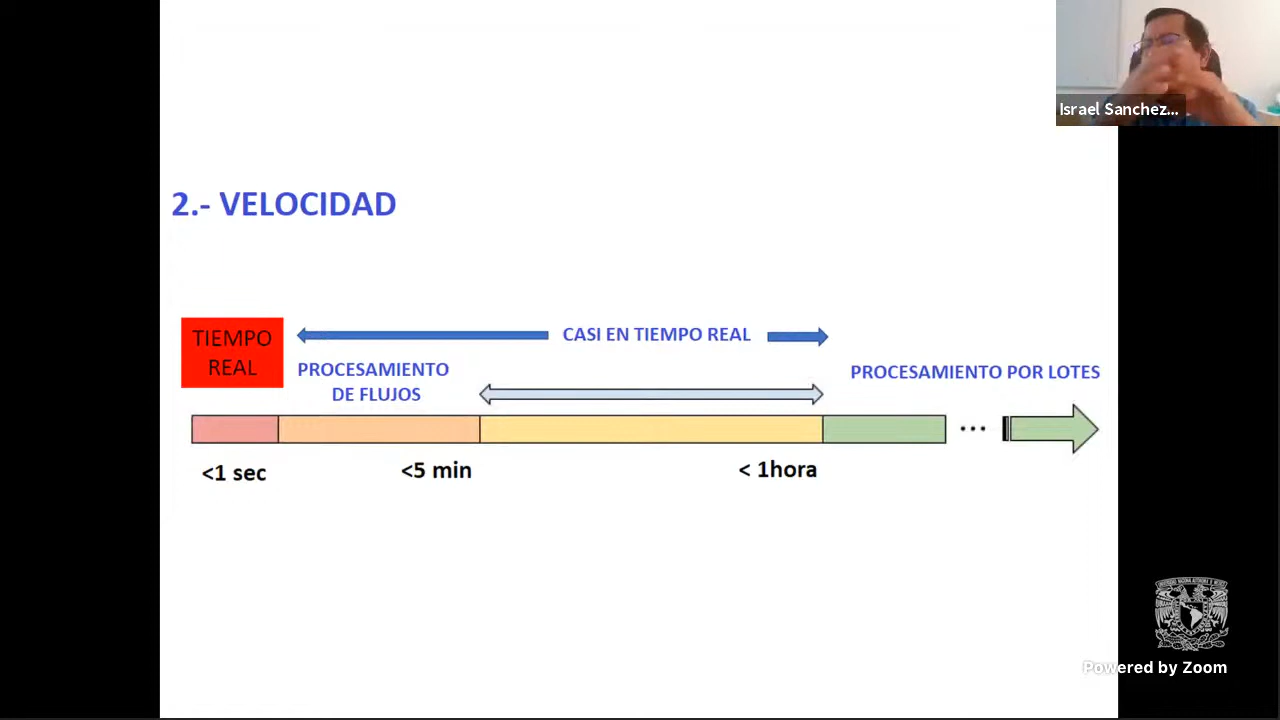 Israel Sanchez...
2.- VELOCIDAD
TIEMPO
REAL
CASI EN TIEMPO REAL
PROCESAMIENTO
DE FLUJOS
PROCESAMIENTO POR LOTES
...
<1 sec
<5 min
< 1hora
Powered by Zoom